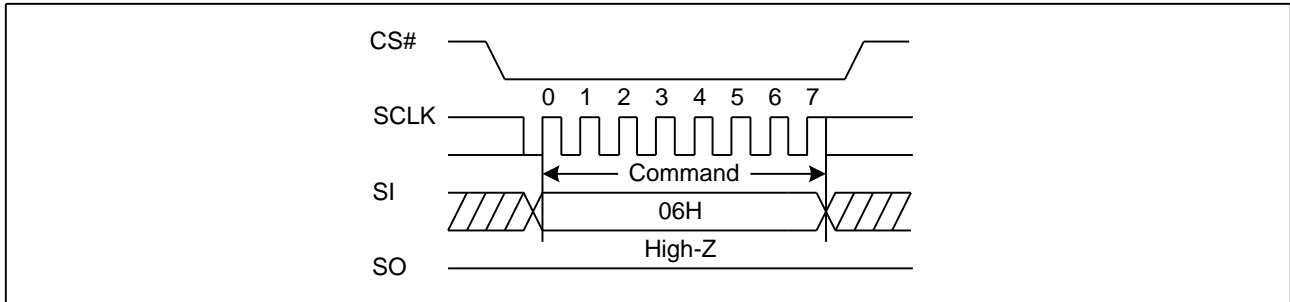 CS#
0 1 2 3 4 5 6 7
SCLK
Command
SI
06H
High-Z
SO